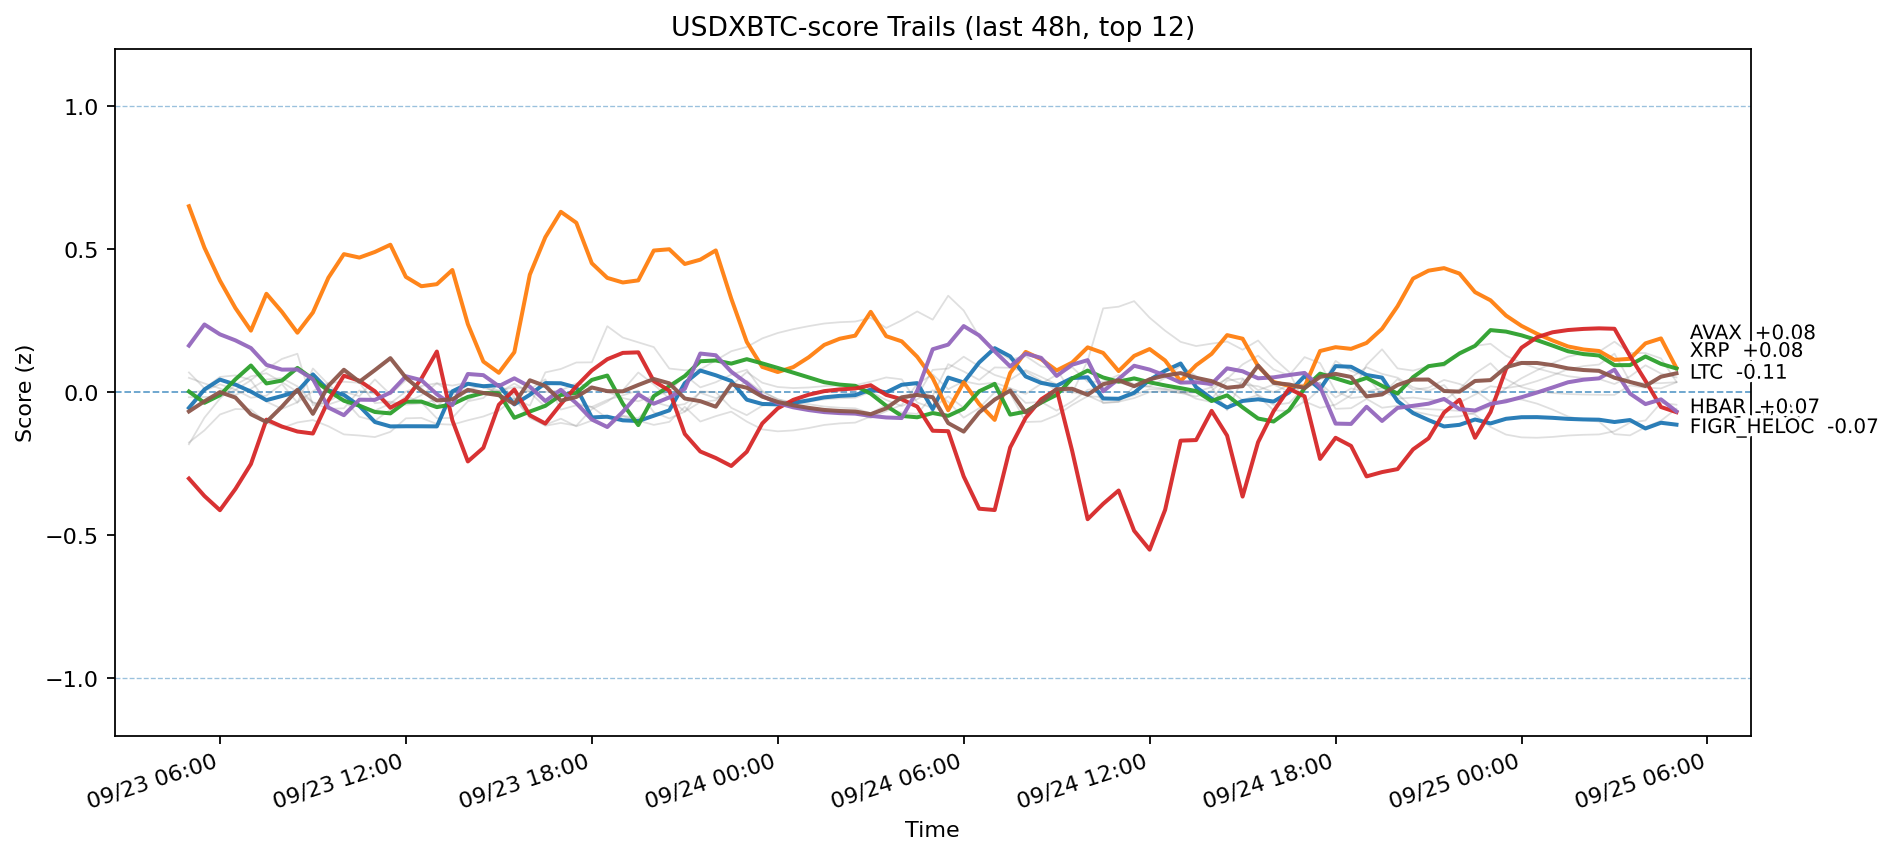 USDXBTC-score Trails (last 48h, top 12)
Score (z)
1.0
0.5
0.0
−0.5
−1.0
AVAX +0.08
XRP +0.08
LTC -0.11
HBAR +0.07
FIGR_HELOC -0.07
09/23 06:00
09/23 12:00
09/23 18:00
09/24 00:00
09/24 06:00
09/24 12:00
09/24 18:00
09/25 00:00
09/25 06:00
Time